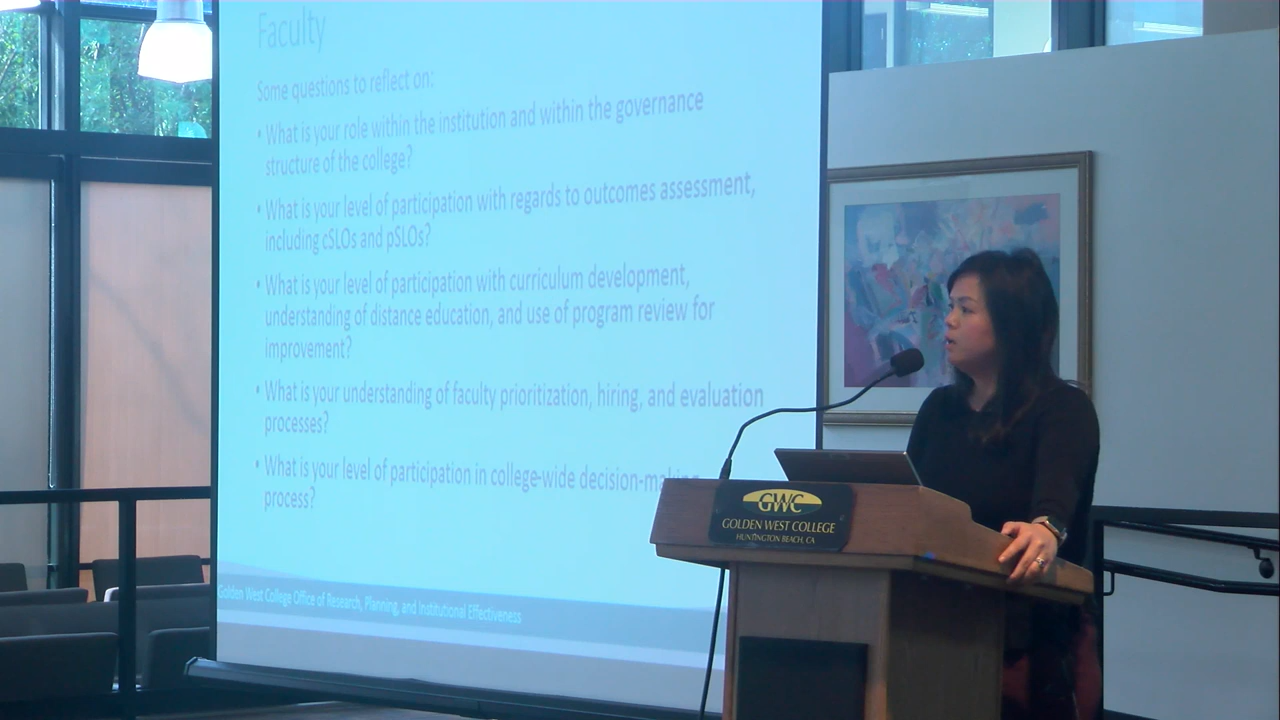 Faculty
Some questions to reflect on:
• What is your role within the institution and within the governance
structure of the college?
• What is your level of participation with regards to outcomes assessment,
including cSLOs and pSLOs?
• What is your level of participation with curriculum development,
understanding of distance education, and use of program review for
improvement?
• What is your understanding of faculty prioritization, hiring, and evaluation
processes?
• What is your level of participation in college-wide decision-making
process?
Golden West College Office of Research, Planning, and Institutional Effectiveness
GWC
GOLDEN WEST COLLEGE
HUNTINGTON BEACH, CA